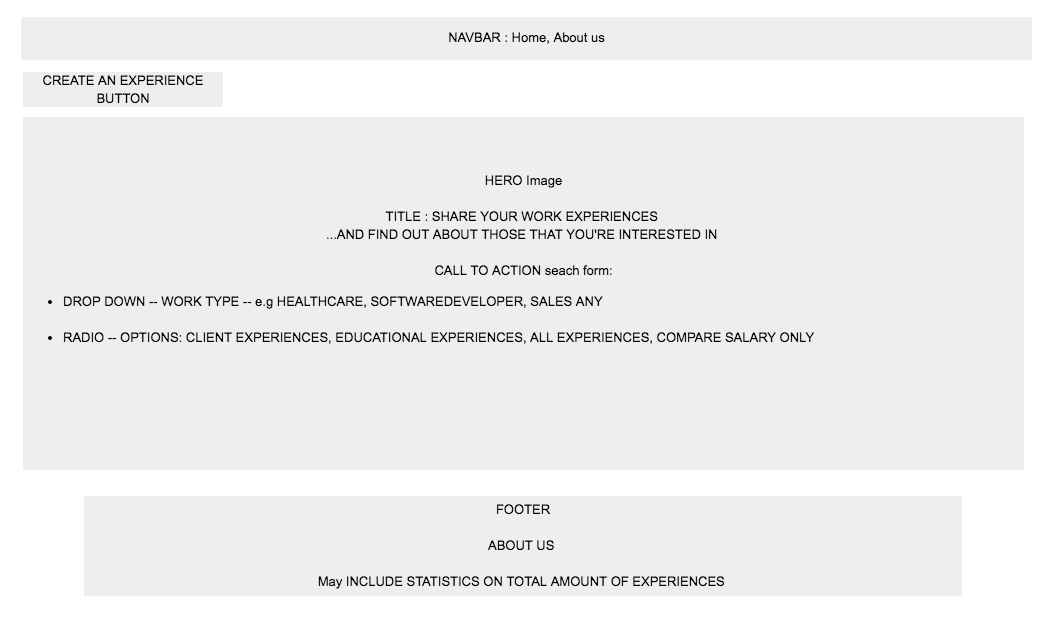 NAVBAR : Home, About us
CREATE AN EXPERIENCE
BUTTON
HERO Image
TITLE : SHARE YOUR WORK EXPERIENCES
...AND FIND OUT ABOUT THOSE THAT YOU'RE INTERESTED IN
CALL TO ACTION seach form:
• DROP DOWN -- WORK TYPE -- e.g HEALTHCARE, SOFTWAREDEVELOPER, SALES ANY
• RADIO -- OPTIONS: CLIENT EXPERIENCES, EDUCATIONAL EXPERIENCES, ALL EXPERIENCES, COMPARE SALARY ONLY
FOOTER
ABOUT US
May INCLUDE STATISTICS ON TOTAL AMOUNT OF EXPERIENCES